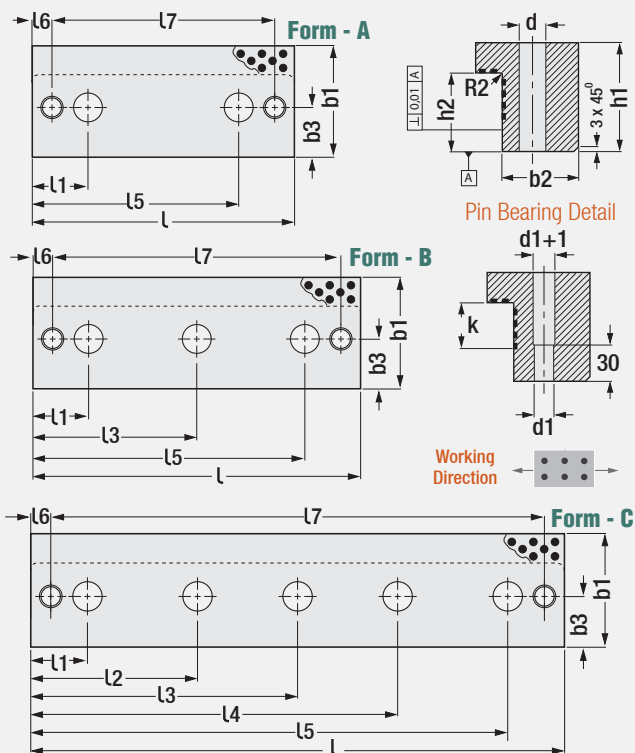 l6 l7 Form - A
b1
b3
l1
l5
l
d
R2
h2
h1
3 x 45⁰
⊥ 0,01 A
A
b2
Pin Bearing Detail
d1+1
k
30
d1
Working
Direction
l6 l7 Form - B
b1
b3
l1
l3
l5
l
l6 l7 Form - C
b1
b3
l1
l2
l3
l4
l5
l